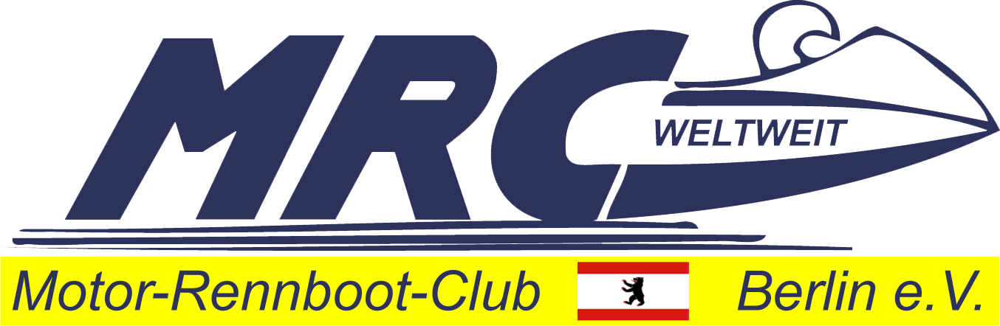 MRC
WELTWEIT
Motor-Rennboot-Club Berlin e.V.